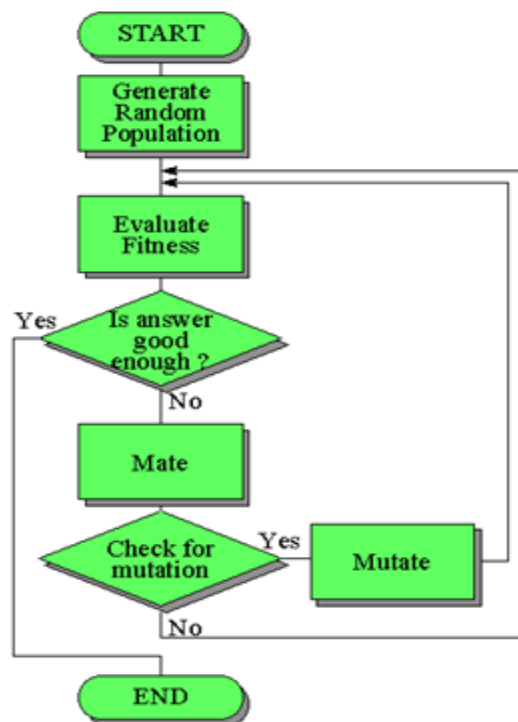 START
Generate
Random
Population
Evaluate
Fitness
Yes
Is answer
good
enough ?
No
Mate
Check for
mutation
Yes
Mutate
No
END